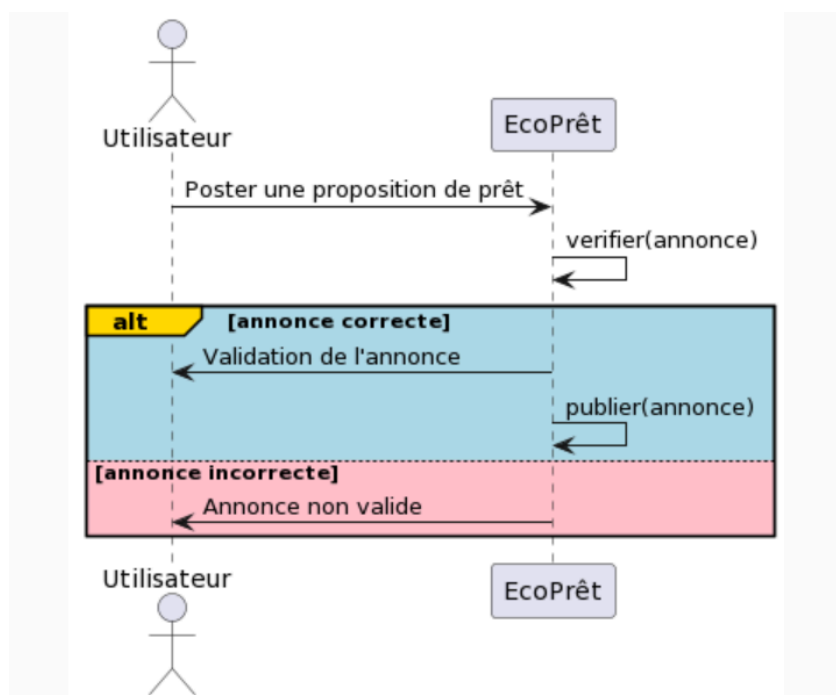 Utilisateur
EcoPrêt
Poster une proposition de prêt
verifier(annonce)
alt [annonce correcte]
Validation de l'annonce
publier(annonce)
[annonce incorrecte]
Annonce non valide
Utilisateur
EcoPrêt